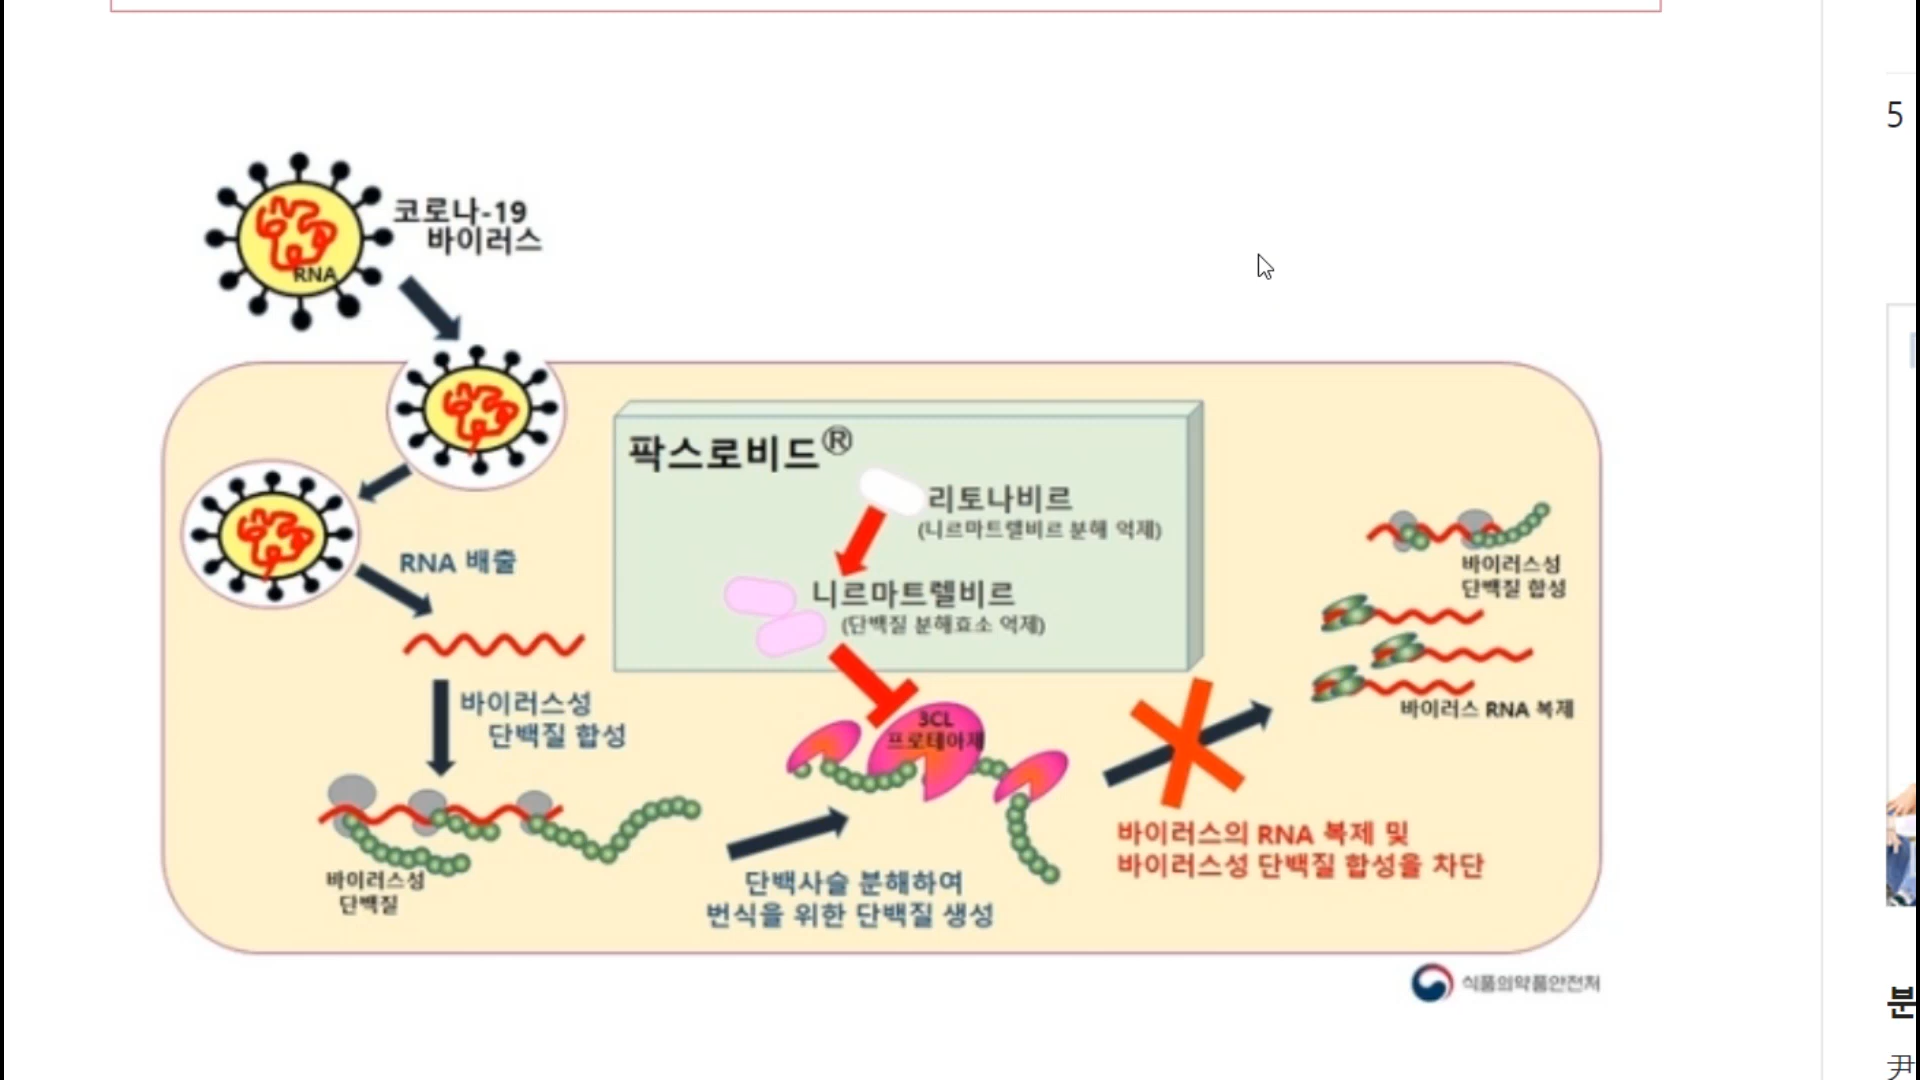 코로나-19
바이러스
RNA
팍스로비드®
리토나비르
(니르마트렐비르 분해 억제)
니르마트렐비르
(단백질 분해효소 억제)
RNA 배출
바이러스성
단백질 합성
바이러스성
단백질
단백사슬 분해하여
번식을 위한 단백질 생성
3CL
프로테아제
바이러스의 RNA 복제 및
바이러스성 단백질 합성을 차단
바이러스성
단백질 합성
바이러스 RNA 복제
식품의약품안전처
5
분
尹